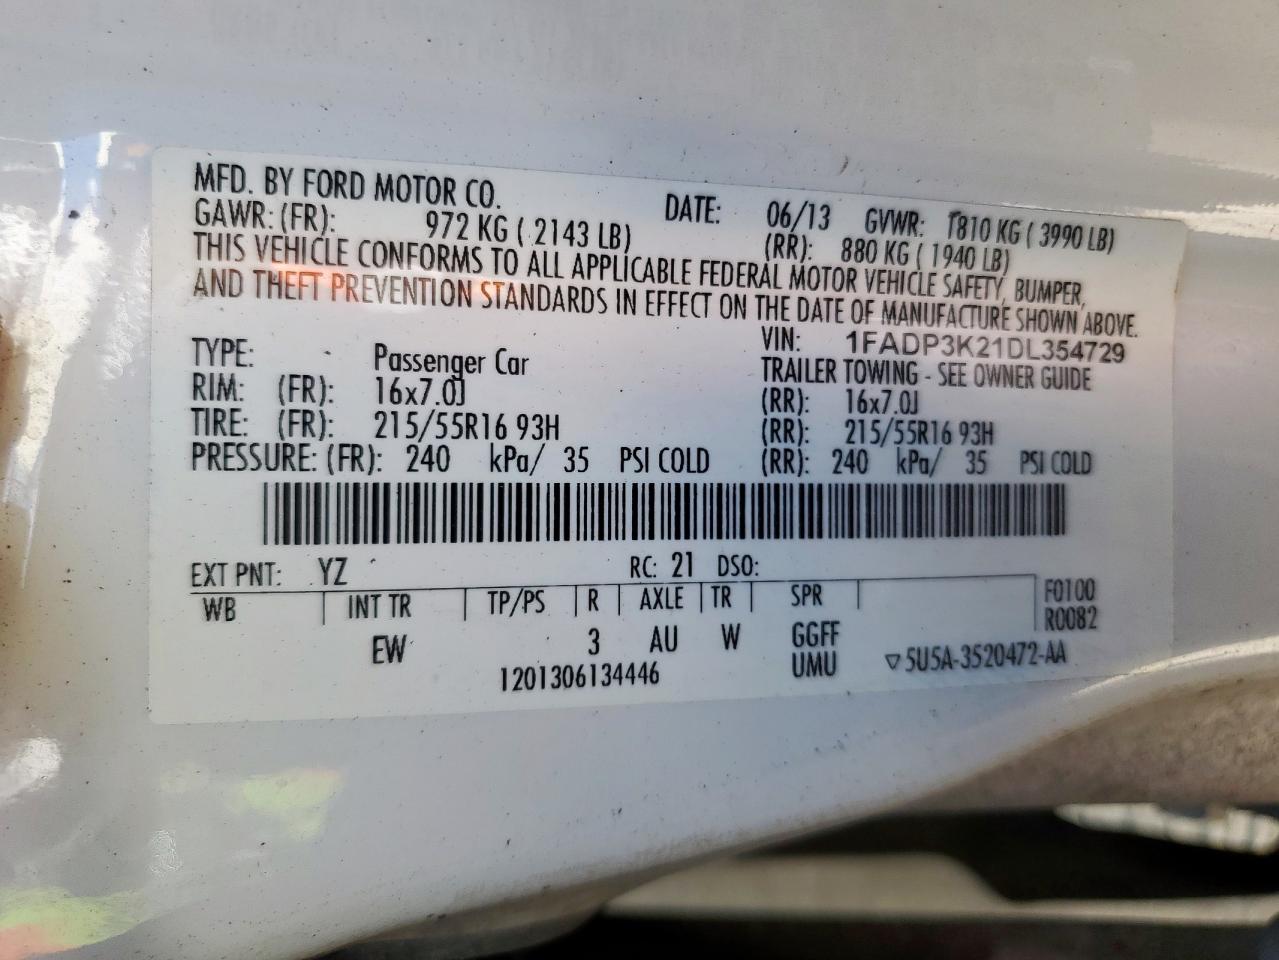 MFD. BY FORD MOTOR CO. DATE: 06/13 GVWR: 1810 KG ( 3990 LB)
GAWR: (FR): 972 KG ( 2143 LB) (RR): 880 KG ( 1940 LB)
THIS VEHICLE CONFORMS TO ALL APPLICABLE FEDERAL MOTOR VEHICLE SAFETY, BUMPER,
AND THEFT PREVENTION STANDARDS IN EFFECT ON THE DATE OF MANUFACTURE SHOWN ABOVE.
VIN: 1FADP3K21DL354729
TYPE: Passenger Car TRAILER TOWING - SEE OWNER GUIDE
RIM: (FR): 16x7.0J (RR): 16x7.0J
TIRE: (FR): 215/55R16 93H (RR): 215/55R16 93H
PRESSURE: (FR): 240 kPa/ 35 PSI COLD (RR): 240 kPa/ 35 PSI COLD
EXT PNT: YZ RC: 21 DSO:
WB INT TR TP/PS R AXLE TR SPR F0100
R0082
EW 3 AU W GGFF
1201306134446 UMU ▽5U5A-3520472-AA